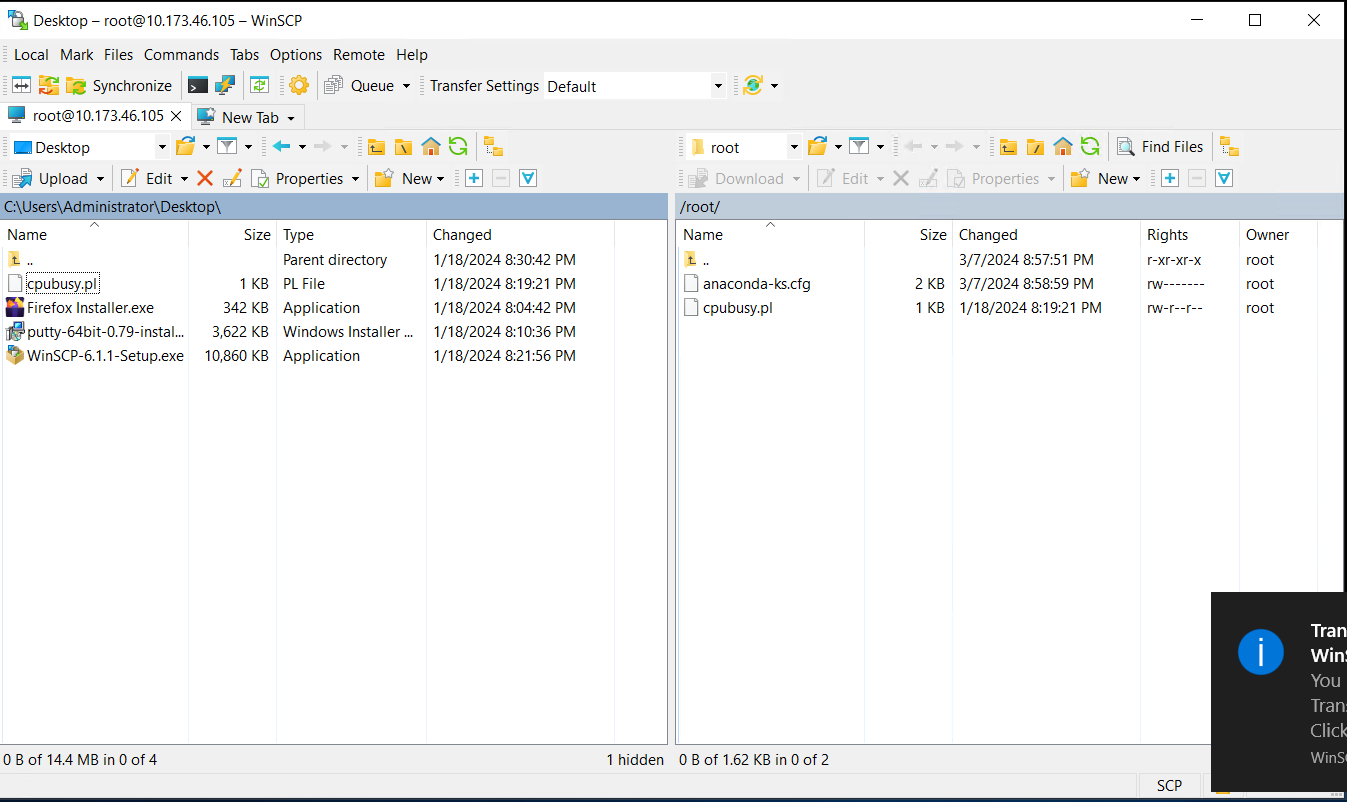 Desktop – root@10.173.46.105 – WinSCP
Local Mark Files Commands Tabs Options Remote Help
Synchronize Queue Transfer Settings Default
root@10.173.46.105 New Tab
Desktop
root Find Files
Upload Edit Properties New
Download Edit Properties New
C:\Users\Administrator\Desktop\
/root/
Name Size Type Changed
.. Parent directory 1/18/2024 8:30:42 PM
cpubusy.pl 1 KB PL File 1/18/2024 8:19:21 PM
Firefox Installer.exe 342 KB Application 1/18/2024 8:04:42 PM
putty-64bit-0.79-instal... 3,622 KB Windows Installer ... 1/18/2024 8:10:36 PM
WinSCP-6.1.1-Setup.exe 10,860 KB Application 1/18/2024 8:21:56 PM
Name Size Changed Rights Owner
.. 3/7/2024 8:57:51 PM r-xr-xr-x root
anaconda-ks.cfg 2 KB 3/7/2024 8:58:59 PM rw------- root
cpubusy.pl 1 KB 1/18/2024 8:19:21 PM rw-r--r-- root
Tran
WinS
You
Trans
Click
WinSC
0 B of 14.4 MB in 0 of 4 1 hidden
0 B of 1.62 KB in 0 of 2
SCP